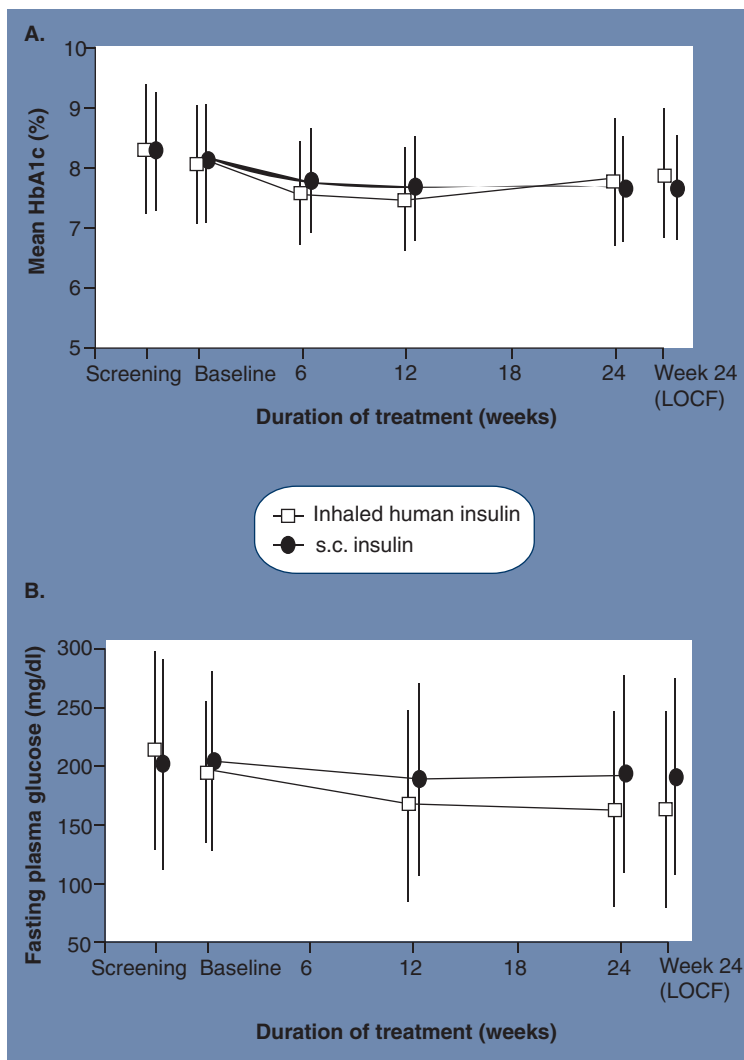 A.
10
9
8
7
6
5
Mean HbA1c (%)
Screening Baseline 6 12 18 24 Week 24
(LOCF)
Duration of treatment (weeks)
Inhaled human insulin
s.c. insulin
B.
300
250
200
150
100
50
Fasting plasma glucose (mg/dl)
Screening Baseline 6 12 18 24 Week 24
(LOCF)
Duration of treatment (weeks)